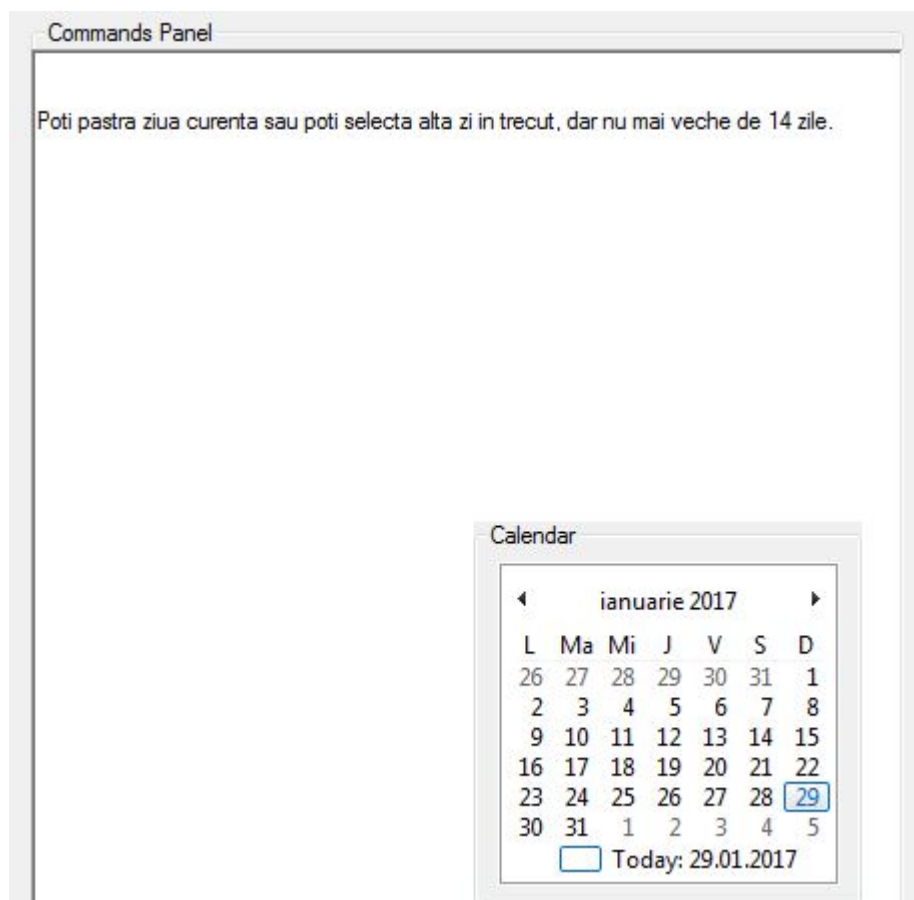 Commands Panel
Poti pastra ziua curenta sau poti selecta alta zi in trecut, dar nu mai veche de 14 zile.
Calendar
ianuarie 2017
L Ma Mi J V S D
26 27 28 29 30 31 1
2 3 4 5 6 7 8
9 10 11 12 13 14 15
16 17 18 19 20 21 22
23 24 25 26 27 28 29
30 31 1 2 3 4 5
Today: 29.01.2017